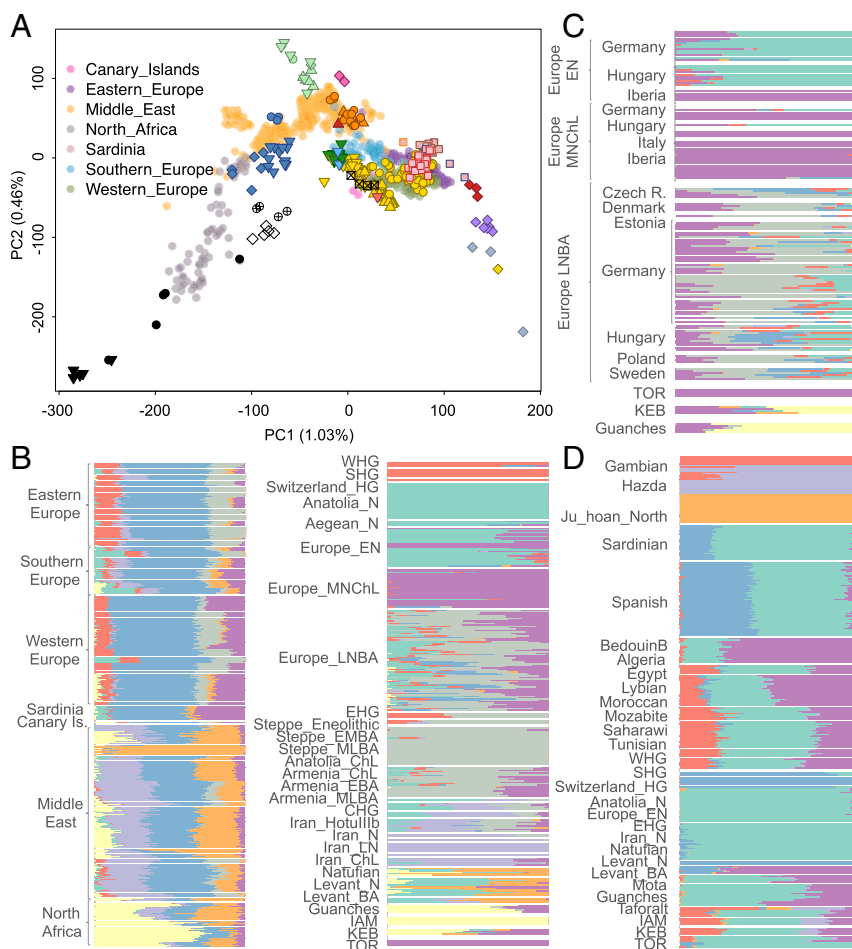 A
Canary_Islands
Eastern_Europe
Middle_East
North_Africa
Sardinia
Southern_Europe
Western_Europe
PC2 (0.46%)
100
0
-100
-200
-300
-200
-100
0
100
200
PC1 (1.03%)
B
Eastern
Europe
Southern
Europe
Western
Europe
Sardinia
Canary Is.
Middle
East
North
Africa
WHG
SHG
Switzerland_HG
Anatolia_N
Aegean_N
Europe_EN
Europe_MNChL
Europe_LNBA
EHG
Steppe_Eneolithic
Steppe_EMBA
Steppe_MLBA
Anatolia_ChL
Armenia_ChL
Armenia_EBA
Armenia_MLBA
CHG
Iran_HotuIIIb
Iran_N
Iran_LN
Iran_ChL
Natufian
Levant_N
Levant_BA
Guanches
IAM
KEB
TOR
C
Europe
EN
Germany
Hungary
Iberia
Europe
MNChL
Germany
Hungary
Italy
Iberia
Europe LNBA
Czech R.
Denmark
Estonia
Germany
Hungary
Poland
Sweden
TOR
KEB
Guanches
D
Gambian
Hazda
Ju_hoan_North
Sardinian
Spanish
BedouinB
Algeria
Egypt
Lybian
Moroccan
Mozabite
Saharawi
Tunisian
WHG
SHG
Switzerland_HG
Anatolia_N
Europe_EN
EHG
Iran_N
Natufian
Levant_N
Levant_BA
Mota
Guanches
Taforalt
IAM
KEB
TOR